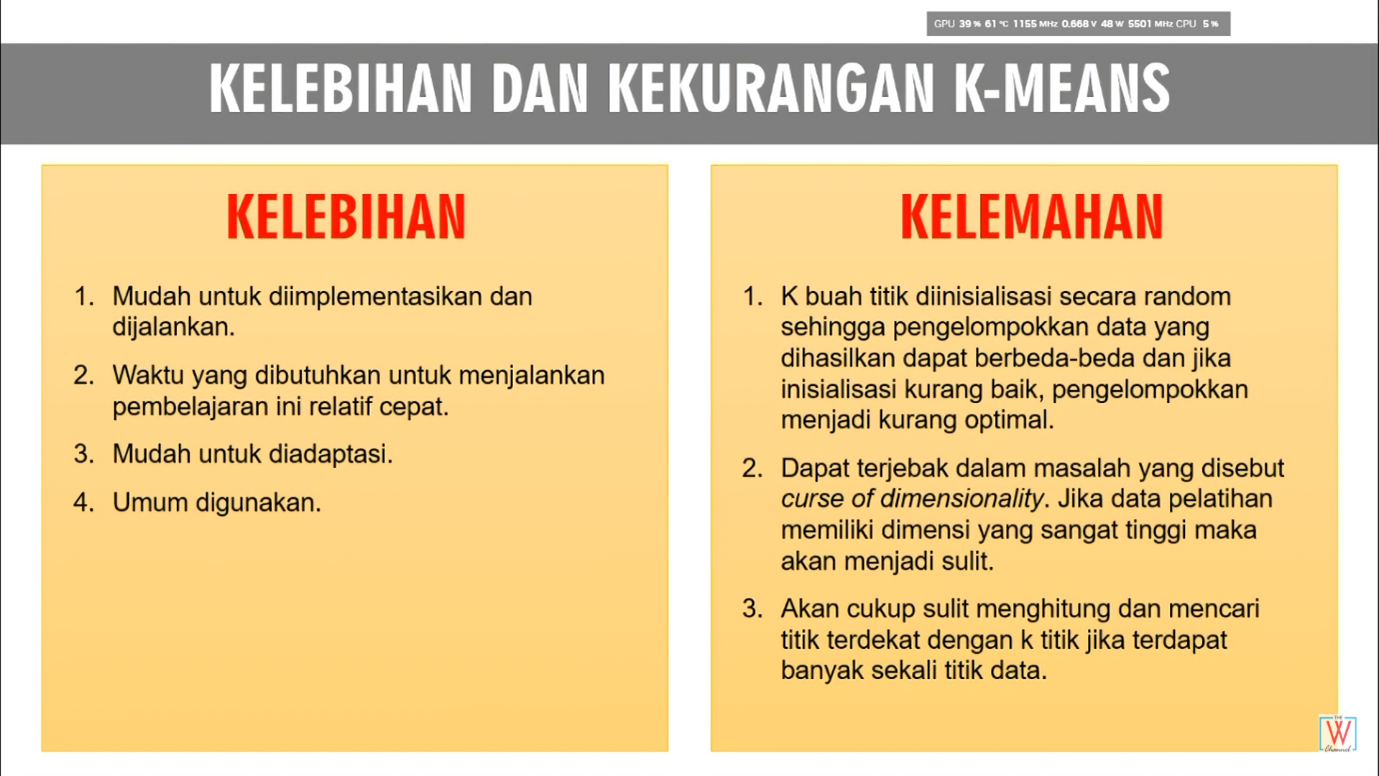 GPU 39 % 61 °C 1155 MHz 0.668 V 48 W 5501 MHz CPU 5 %
KELEBIHAN DAN KEKURANGAN K-MEANS
KELEBIHAN
1. Mudah untuk diimplementasikan dan
dijalankan.
2. Waktu yang dibutuhkan untuk menjalankan
pembelajaran ini relatif cepat.
3. Mudah untuk diadaptasi.
4. Umum digunakan.
KELEMAHAN
1. K buah titik diinisialisasi secara random
sehingga pengelompokkan data yang
dihasilkan dapat berbeda-beda dan jika
inisialisasi kurang baik, pengelompokkan
menjadi kurang optimal.
2. Dapat terjebak dalam masalah yang disebut
curse of dimensionality. Jika data pelatihan
memiliki dimensi yang sangat tinggi maka
akan menjadi sulit.
3. Akan cukup sulit menghitung dan mencari
titik terdekat dengan k titik jika terdapat
banyak sekali titik data.
THE
W
Channel